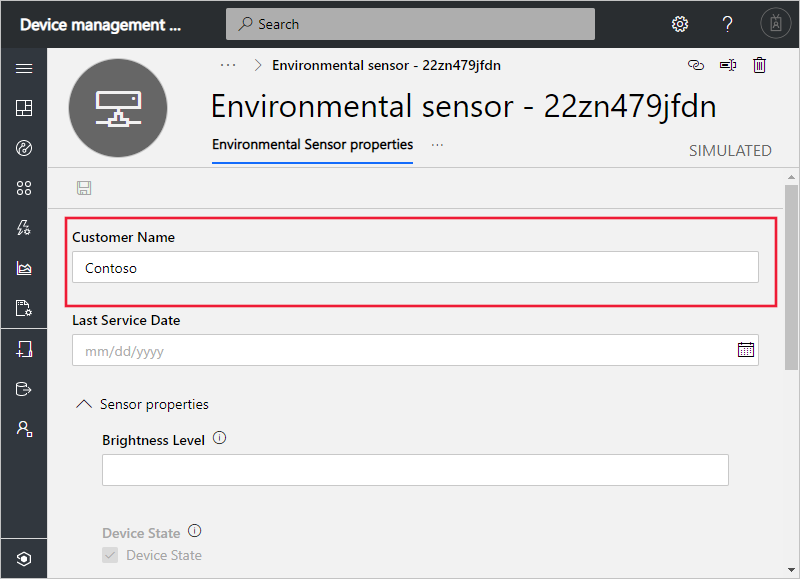 Device management ...
Search
?
... > Environmental sensor - 22zn479jfdn
Environmental sensor - 22zn479jfdn
Environmental Sensor properties ...
SIMULATED
Customer Name
Contoso
Last Service Date
mm/dd/yyyy
Sensor properties
Brightness Level
Device State
Device State